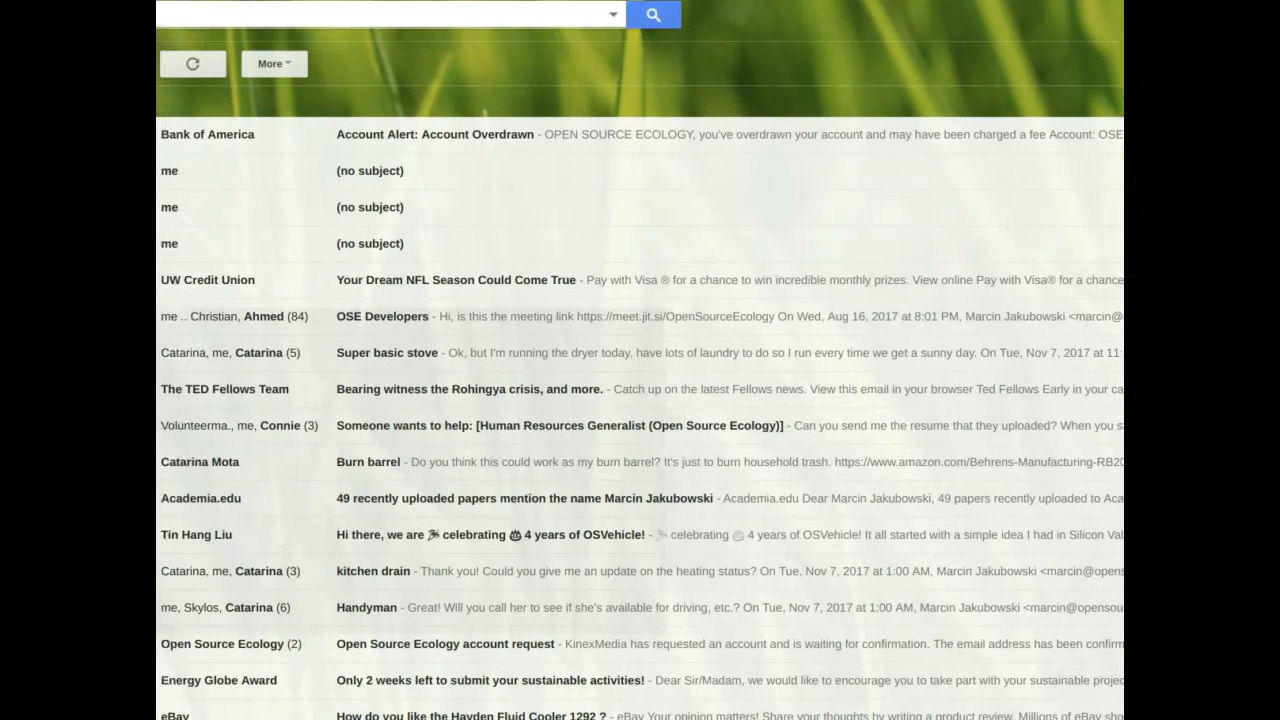 More
Bank of America Account Alert: Account Overdrawn - OPEN SOURCE ECOLOGY, you've overdrawn your account and may have been charged a fee Account: OSE
me (no subject)
me (no subject)
me (no subject)
UW Credit Union Your Dream NFL Season Could Come True - Pay with Visa ® for a chance to win incredible monthly prizes. View online Pay with Visa® for a chance
me .. Christian, Ahmed (84) OSE Developers - Hi, is this the meeting link https://meet.jit.si/OpenSourceEcology On Wed, Aug 16, 2017 at 8:01 PM, Marcin Jakubowski <marcin@
Catarina, me, Catarina (5) Super basic stove - Ok, but I'm running the dryer today, have lots of laundry to do so I run every time we get a sunny day. On Tue, Nov 7, 2017 at 11:
The TED Fellows Team Bearing witness the Rohingya crisis, and more. - Catch up on the latest Fellows news. View this email in your browser Ted Fellows Early in your ca
Volunteerma., me, Connie (3) Someone wants to help: [Human Resources Generalist (Open Source Ecology)] - Can you send me the resume that they uploaded? When you s
Catarina Mota Burn barrel - Do you think this could work as my burn barrel? It's just to burn household trash. https://www.amazon.com/Behrens-Manufacturing-RB20
Academia.edu 49 recently uploaded papers mention the name Marcin Jakubowski - Academia.edu Dear Marcin Jakubowski, 49 papers recently uploaded to Aca
Tin Hang Liu Hi there, we are 🎉 celebrating 🎂 4 years of OSVehicle! - 🎉 celebrating 🎂 4 years of OSVehicle! It all started with a simple idea I had in Silicon Val
Catarina, me, Catarina (3) kitchen drain - Thank you! Could you give me an update on the heating status? On Tue, Nov 7, 2017 at 1:00 AM, Marcin Jakubowski <marcin@opens
me, Skylos, Catarina (6) Handyman - Great! Will you call her to see if she's available for driving, etc.? On Tue, Nov 7, 2017 at 1:00 AM, Marcin Jakubowski <marcin@opensou
Open Source Ecology (2) Open Source Ecology account request - KinexMedia has requested an account and is waiting for confirmation. The email address has been confirm
Energy Globe Award Only 2 weeks left to submit your sustainable activities! - Dear Sir/Madam, we would like to encourage you to take part with your sustainable projec
eBay How do you like the Hayden Fluid Cooler 1292 ? - eBay Your opinion matters! Share your thoughts by writing a product review. Millions of eBay sho